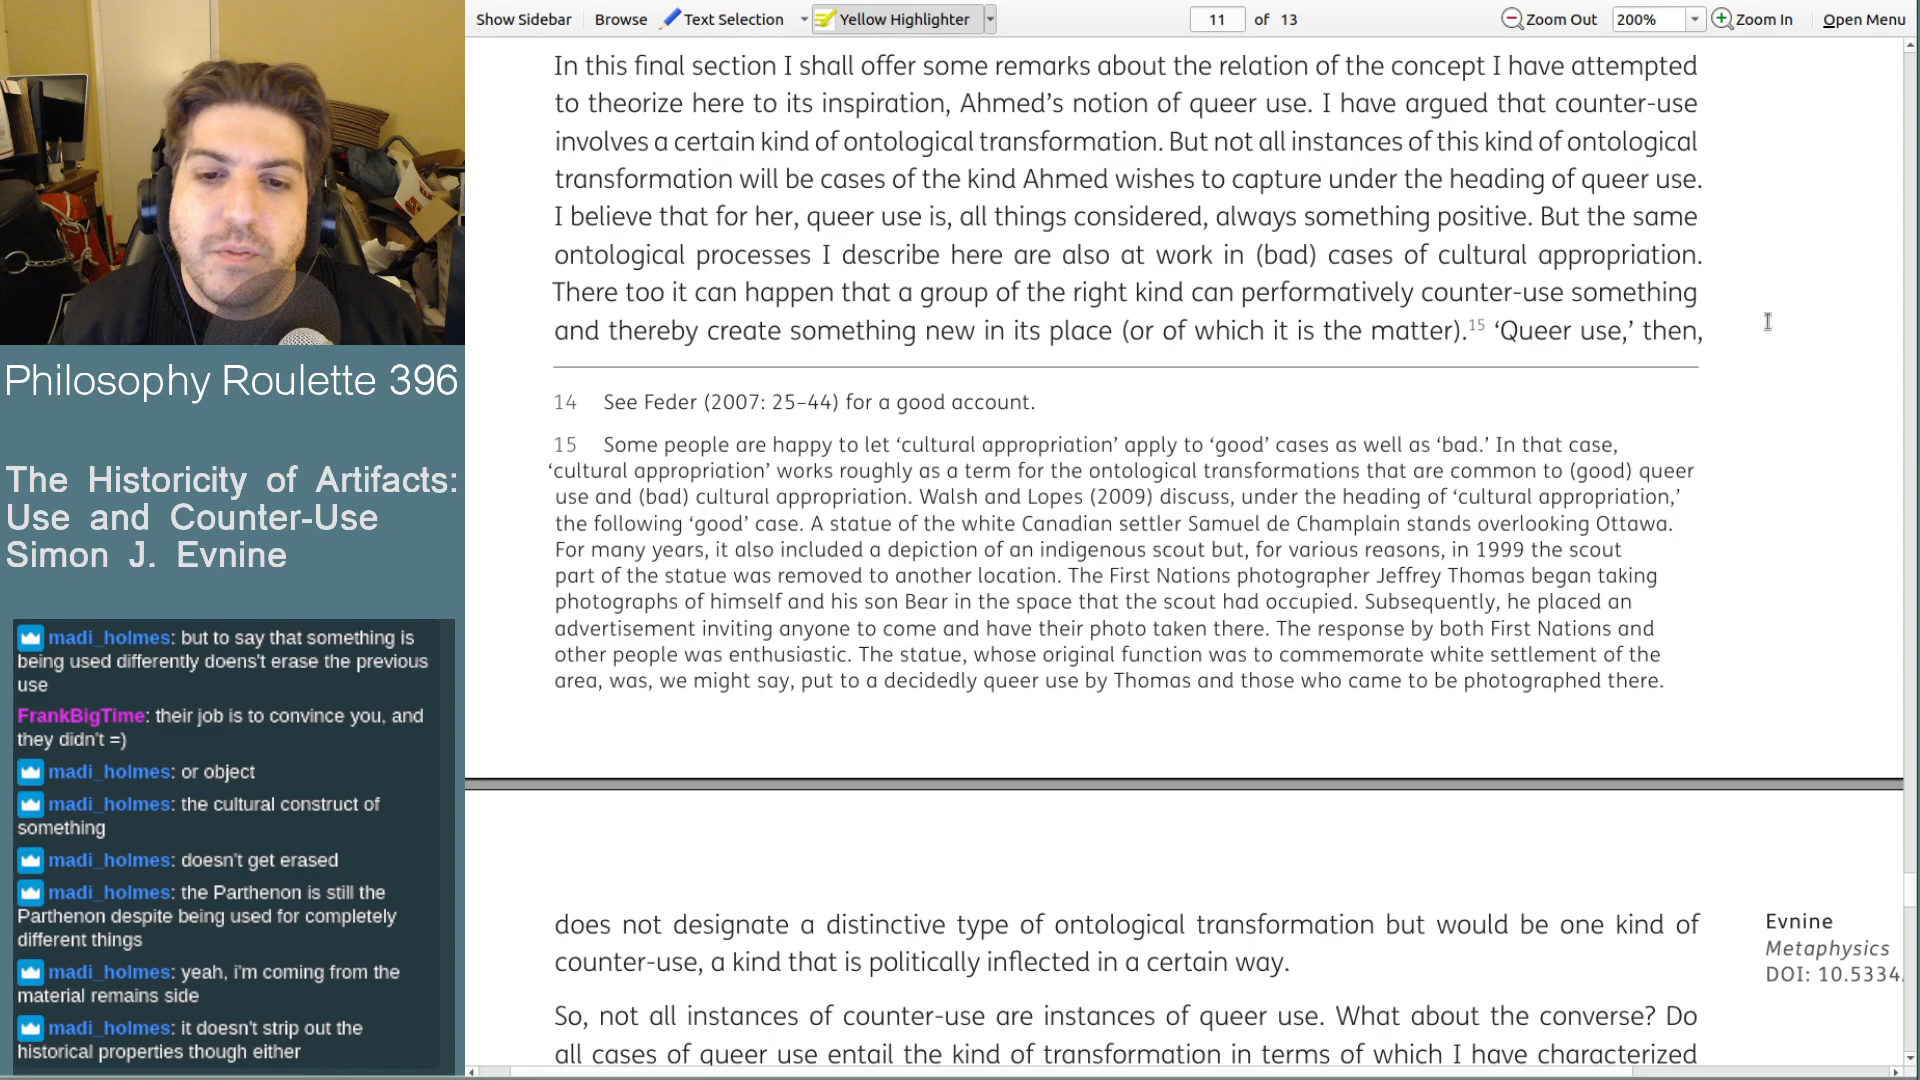 Show Sidebar Browse Text Selection Yellow Highlighter 11 of 13 Zoom Out 200% Zoom In Open Menu
In this final section I shall offer some remarks about the relation of the concept I have attempted
to theorize here to its inspiration, Ahmed’s notion of queer use. I have argued that counter-use
involves a certain kind of ontological transformation. But not all instances of this kind of ontological
transformation will be cases of the kind Ahmed wishes to capture under the heading of queer use.
I believe that for her, queer use is, all things considered, always something positive. But the same
ontological processes I describe here are also at work in (bad) cases of cultural appropriation.
There too it can happen that a group of the right kind can performatively counter-use something
and thereby create something new in its place (or of which it is the matter).15 ‘Queer use,’ then,
14 See Feder (2007: 25–44) for a good account.
15 Some people are happy to let ‘cultural appropriation’ apply to ‘good’ cases as well as ‘bad.’ In that case,
‘cultural appropriation’ works roughly as a term for the ontological transformations that are common to (good) queer
use and (bad) cultural appropriation. Walsh and Lopes (2009) discuss, under the heading of ‘cultural appropriation,’
the following ‘good’ case. A statue of the white Canadian settler Samuel de Champlain stands overlooking Ottawa.
For many years, it also included a depiction of an indigenous scout but, for various reasons, in 1999 the scout
part of the statue was removed to another location. The First Nations photographer Jeffrey Thomas began taking
photographs of himself and his son Bear in the space that the scout had occupied. Subsequently, he placed an
advertisement inviting anyone to come and have their photo taken there. The response by both First Nations and
other people was enthusiastic. The statue, whose original function was to commemorate white settlement of the
area, was, we might say, put to a decidedly queer use by Thomas and those who came to be photographed there.
does not designate a distinctive type of ontological transformation but would be one kind of
counter-use, a kind that is politically inflected in a certain way.
So, not all instances of counter-use are instances of queer use. What about the converse? Do
all cases of queer use entail the kind of transformation in terms of which I have characterized
Evnine
Metaphysics
DOI: 10.5334
Philosophy Roulette 396
The Historicity of Artifacts:
Use and Counter-Use
Simon J. Evnine
madi_holmes: but to say that something is
being used differently doens't erase the previous
use
FrankBigTime: their job is to convince you, and
they didn't =)
madi_holmes: or object
madi_holmes: the cultural construct of
something
madi_holmes: doesn't get erased
madi_holmes: the Parthenon is still the
Parthenon despite being used for completely
different things
madi_holmes: yeah, i'm coming from the
material remains side
madi_holmes: it doesn't strip out the
historical properties though either